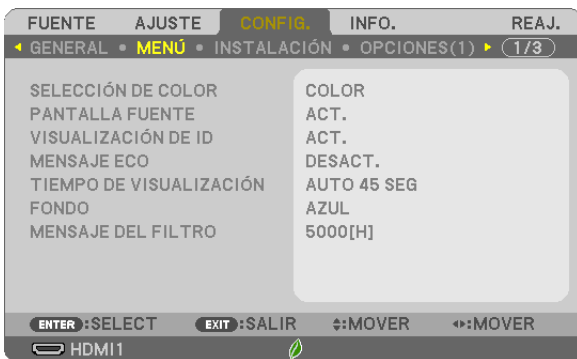 FUENTE AJUSTE CONFIG. INFO. REAJ.
GENERAL • MENÚ • INSTALACIÓN • OPCIONES(1) 1/3
SELECCIÓN DE COLOR COLOR
PANTALLA FUENTE ACT.
VISUALIZACIÓN DE ID ACT.
MENSAJE ECO DESACT.
TIEMPO DE VISUALIZACIÓN AUTO 45 SEG
FONDO AZUL
MENSAJE DEL FILTRO 5000[H]
ENTER :SELECT EXIT :SALIR :MOVER :MOVER
HDMI1